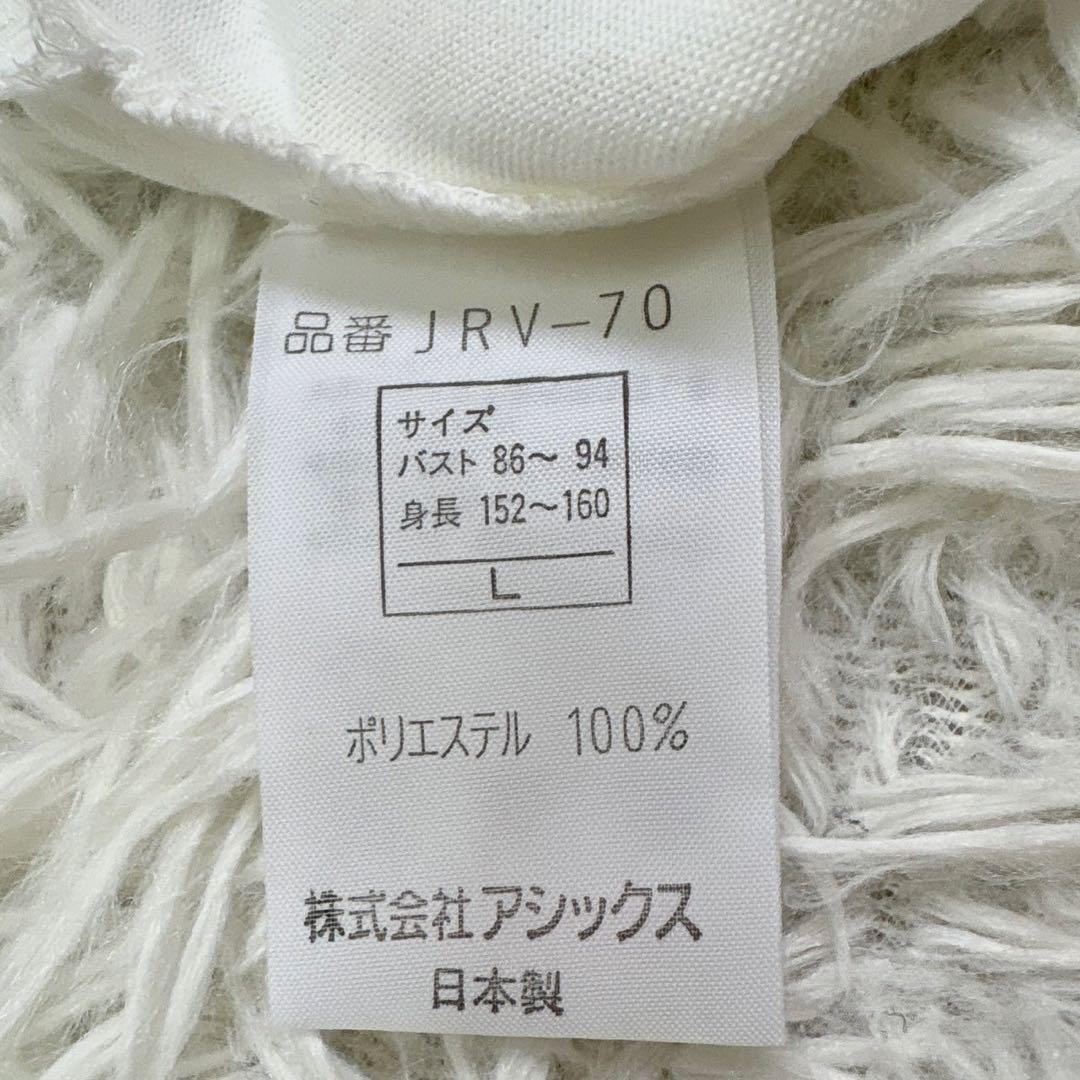 品番 JRV-70
サイズ
バスト 86〜 94
身長 152〜160
L
ポリエステル 100%
株式会社アシックス
日本製